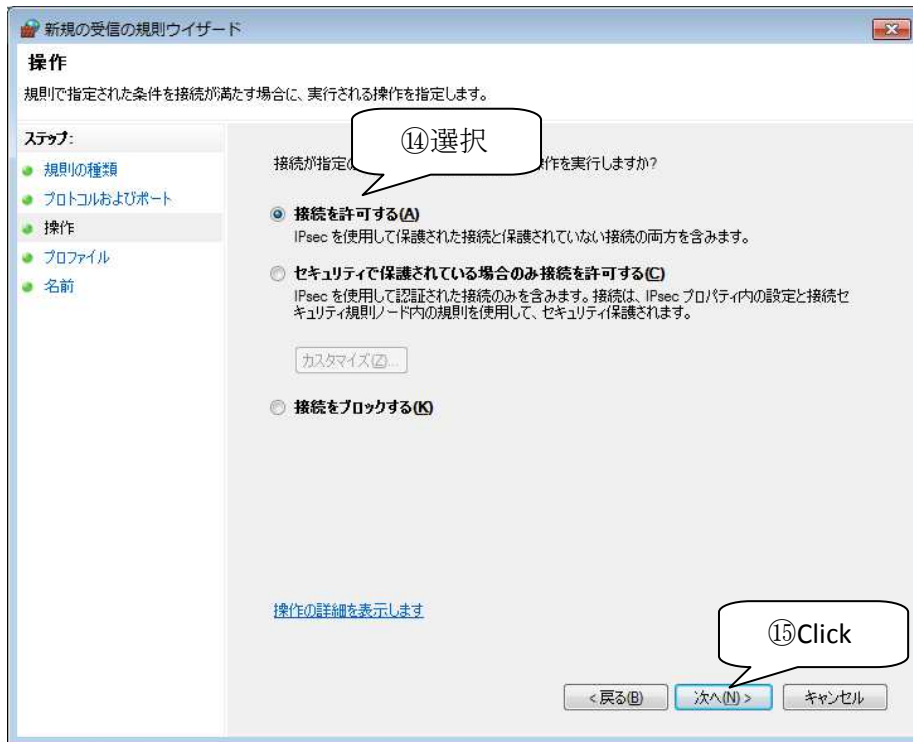 新規の受信の規則ウイザード
操作
規則で指定された条件を接続が満たす場合に、実行される操作を指定します。
ステップ:
規則の種類
プロトコルおよびポート
操作
プロファイル
名前
⑭選択
接続が指定の 操作を実行しますか?
接続を許可する(A)
IPsec を使用して保護された接続と保護されていない接続の両方を含みます。
セキュリティで保護されている場合のみ接続を許可する(C)
IPsec を使用して認証された接続のみを含みます。接続は、IPsec プロパティ内の設定と接続セ
キュリティ規則ノード内の規則を使用して、セキュリティ保護されます。
カスタマイズ(Z)...
接続をブロックする(K)
操作の詳細を表示します
⑮Click
<戻る(B)
次へ(N) >
キャンセル